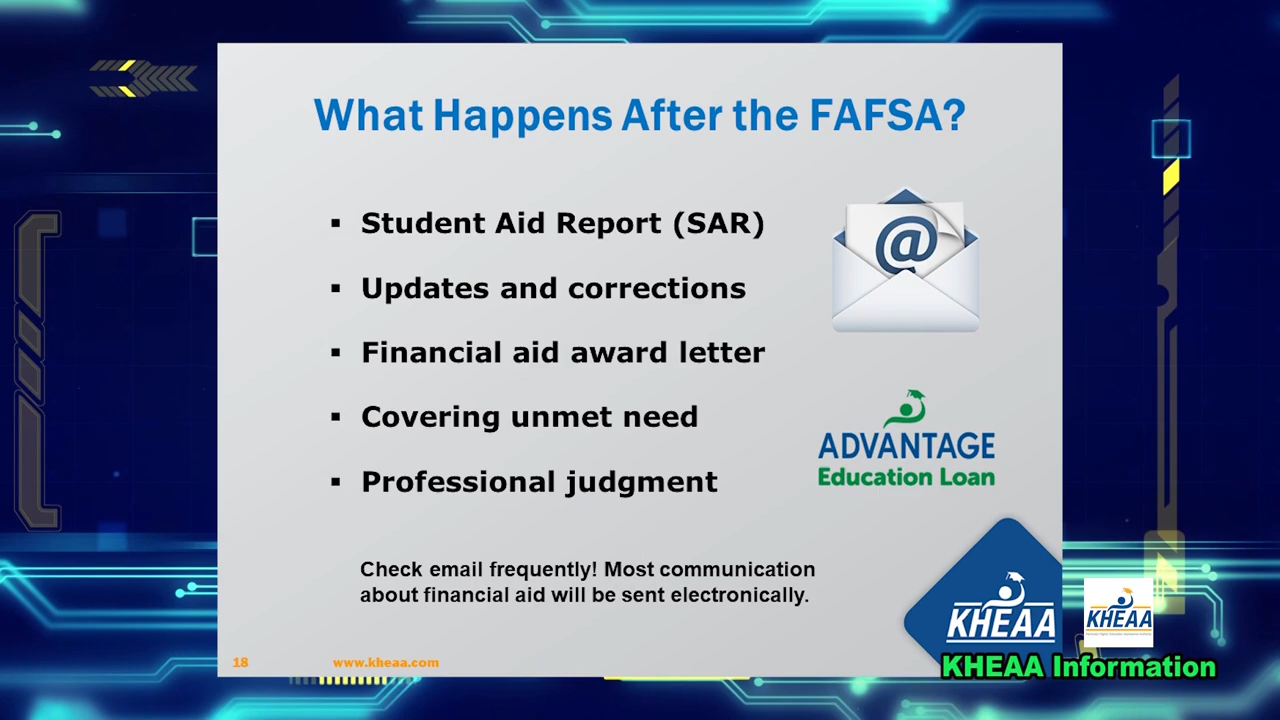 What Happens After the FAFSA?
▪ Student Aid Report (SAR)
▪ Updates and corrections
▪ Financial aid award letter
▪ Covering unmet need
▪ Professional judgment
@
ADVANTAGE
Education Loan
Check email frequently! Most communication
about financial aid will be sent electronically.
KHEAA
KHEAA
18 www.kheaa.com
KHEAA Information